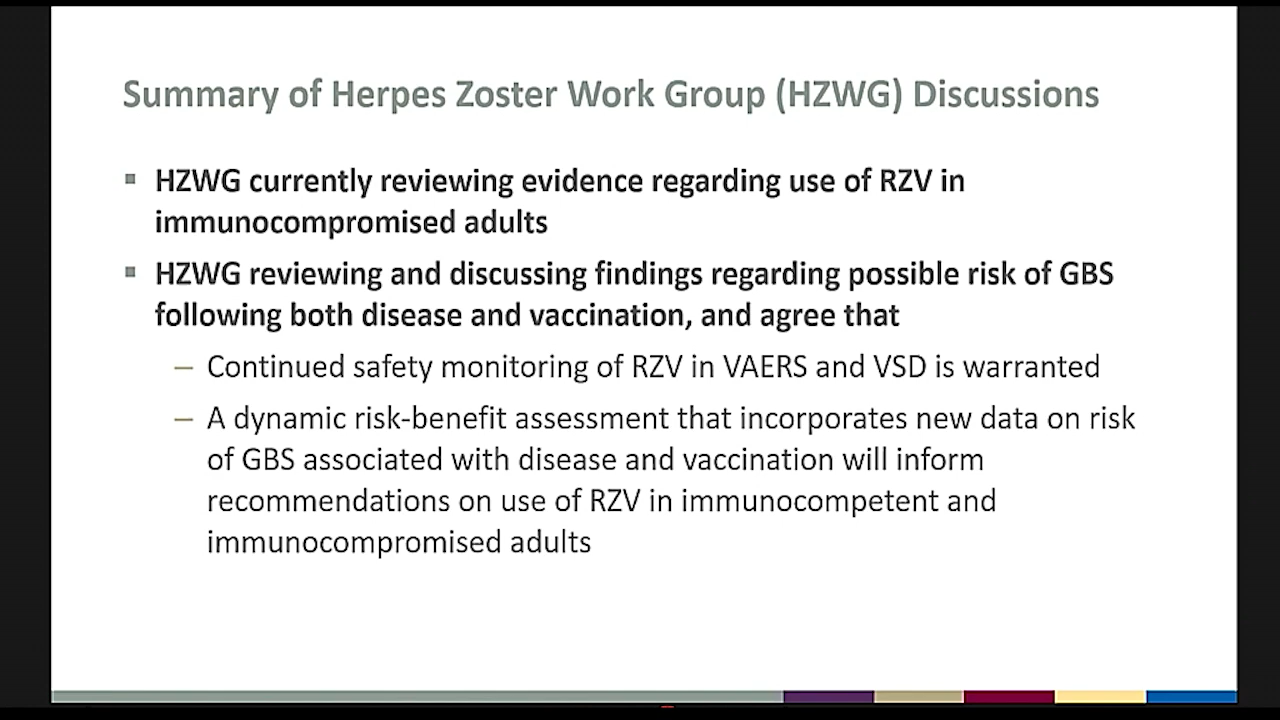 Summary of Herpes Zoster Work Group (HZWG) Discussions
▪ HZWG currently reviewing evidence regarding use of RZV in
immunocompromised adults
▪ HZWG reviewing and discussing findings regarding possible risk of GBS
following both disease and vaccination, and agree that
– Continued safety monitoring of RZV in VAERS and VSD is warranted
– A dynamic risk-benefit assessment that incorporates new data on risk
of GBS associated with disease and vaccination will inform
recommendations on use of RZV in immunocompetent and
immunocompromised adults